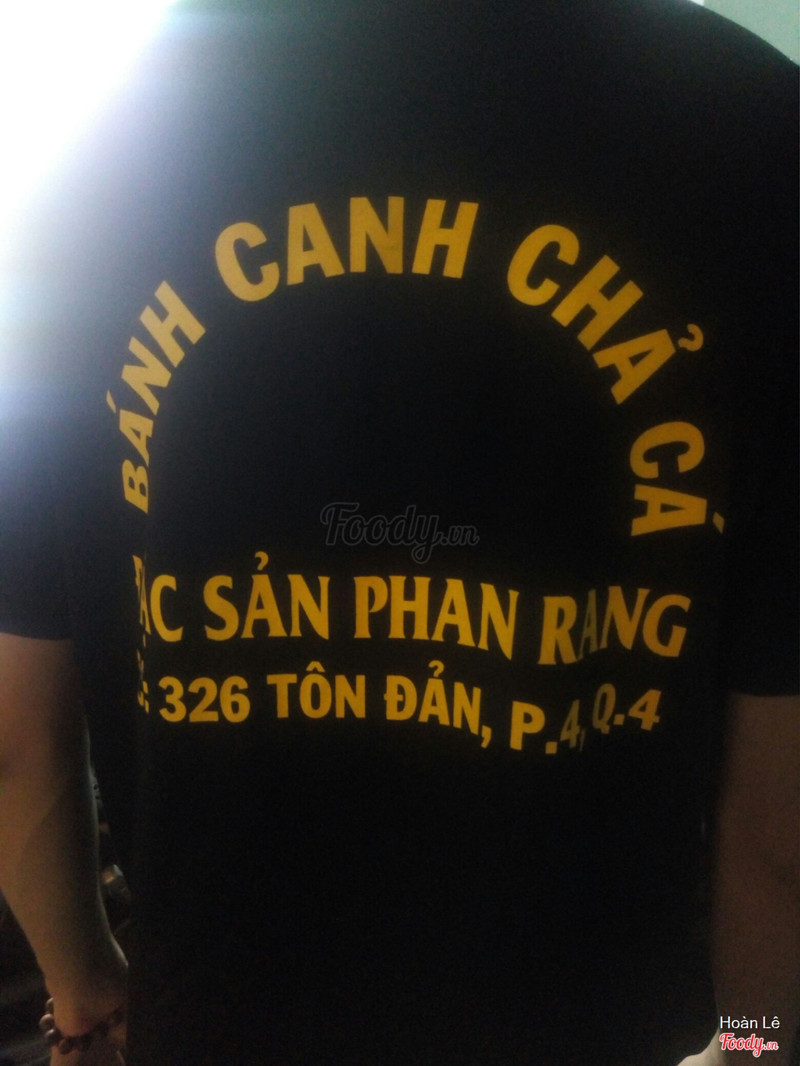 BÁNH CANH CHẢ CÁ
Foody.vn
ĐẶC SẢN PHAN RANG
326 TÔN ĐẢN, P.4, Q.4
Hoàn Lê
Foody.vn